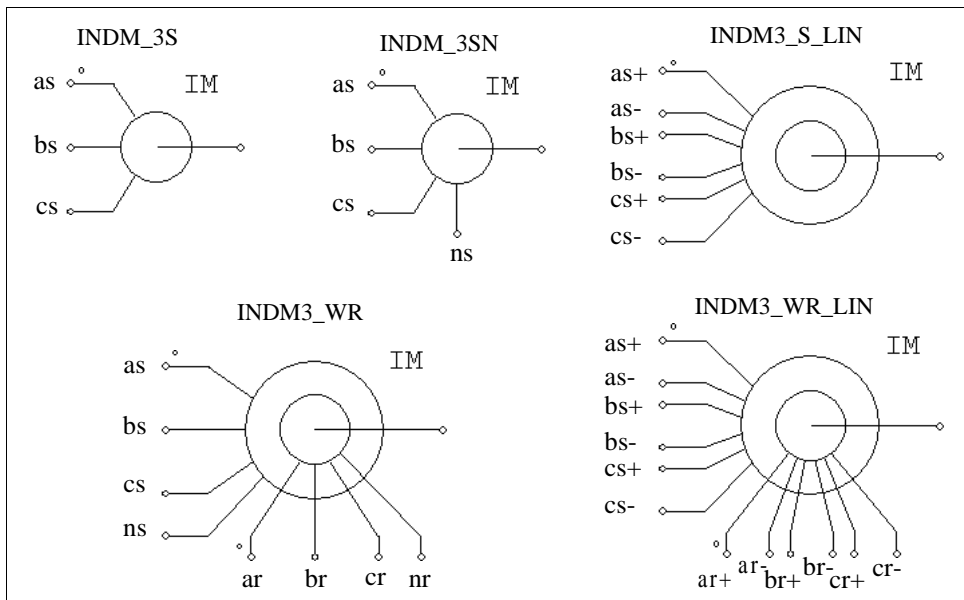 INDM_3S
as
IM
bs
cs
INDM_3SN
as
IM
bs
cs
ns
INDM3_S_LIN
as+
IM
as-
bs+
bs-
cs+
cs-
INDM3_WR
as
IM
bs
cs
ns
ar
br
cr
nr
INDM3_WR_LIN
as+
IM
as-
bs+
bs-
cs+
cs-
ar+
ar-
br+
br-
cr+
cr-